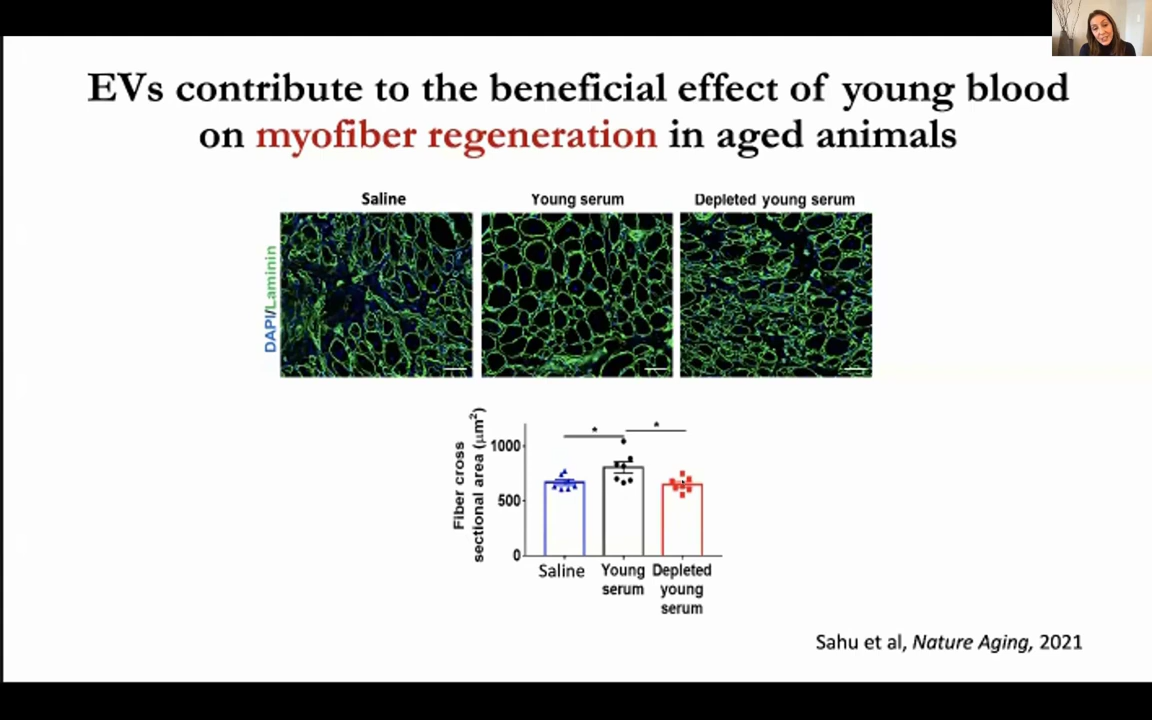 EVs contribute to the beneficial effect of young blood
on myofiber regeneration in aged animals
Saline
Young serum
Depleted young serum
DAPI/Laminin
Fiber cross
sectional area (μm²)
1000
500
0
*
*
Saline
Young
serum
Depleted
young
serum
Sahu et al, Nature Aging, 2021